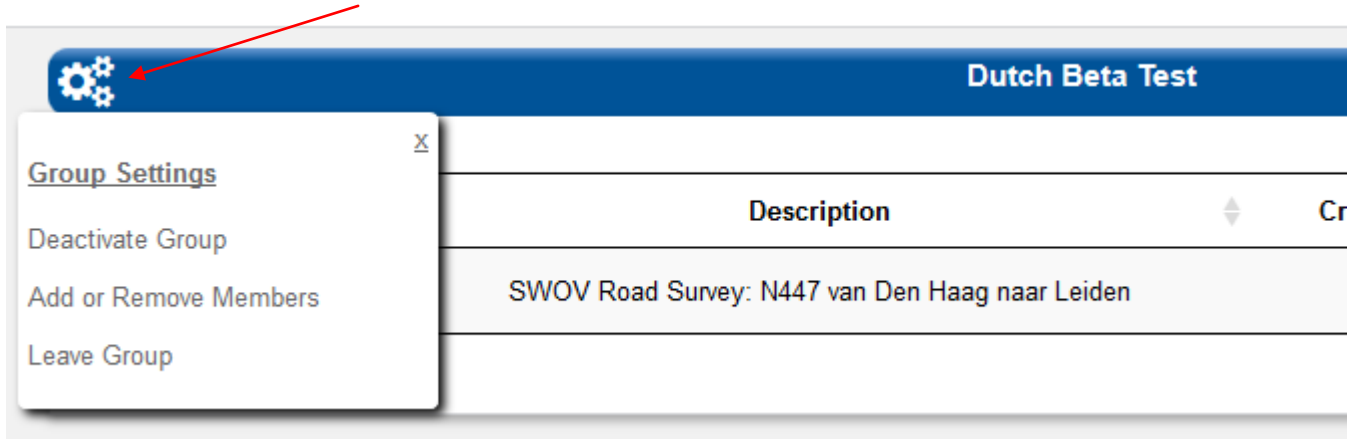 Dutch Beta Test
x
Group Settings
Deactivate Group
Add or Remove Members
Leave Group
Description
Cr
SWOV Road Survey: N447 van Den Haag naar Leiden